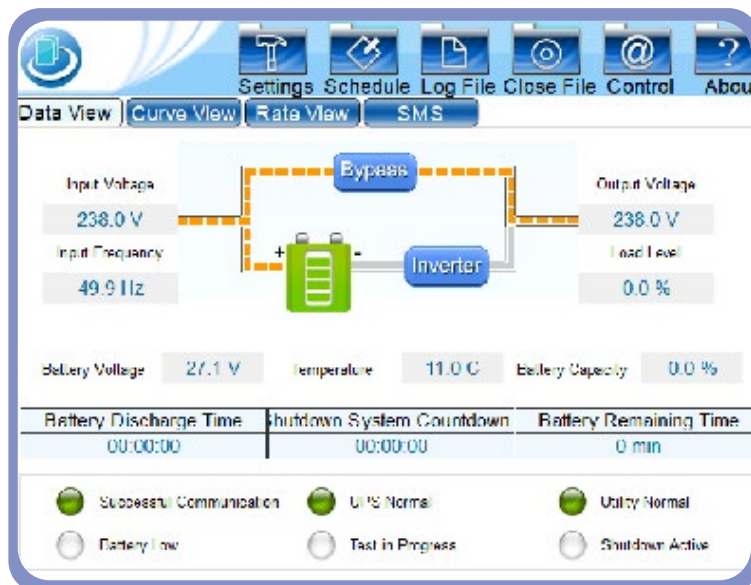 Settings Schedule Log File Close File Control Abou
Data View Curve View Rate View SMS
Bypass
Input Voltage Output Voltage
238.0 V 238.0 V
Input Frequency Load Level
49.9 Hz Inverter 0.0 %
+ -
Battery Voltage 27.1 V Temperature 11.0 C Battery Capacity 0.0 %
Battery Discharge Time Shutdown System Countdown Battery Remaining Time
00:00:00 00:00:00 0 min
Successful Communication UPS Normal Utility Normal
Battery Low Test in Progress Shutdown Active